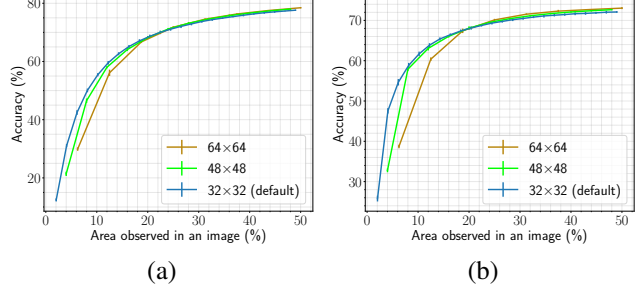 80
60
40
20
Accuracy (%)
64×64
48×48
32×32 (default)
0 10 20 30 40 50
Area observed in an image (%)
(a)
70
60
50
40
30
Accuracy (%)
64×64
48×48
32×32 (default)
0 10 20 30 40 50
Area observed in an image (%)
(b)